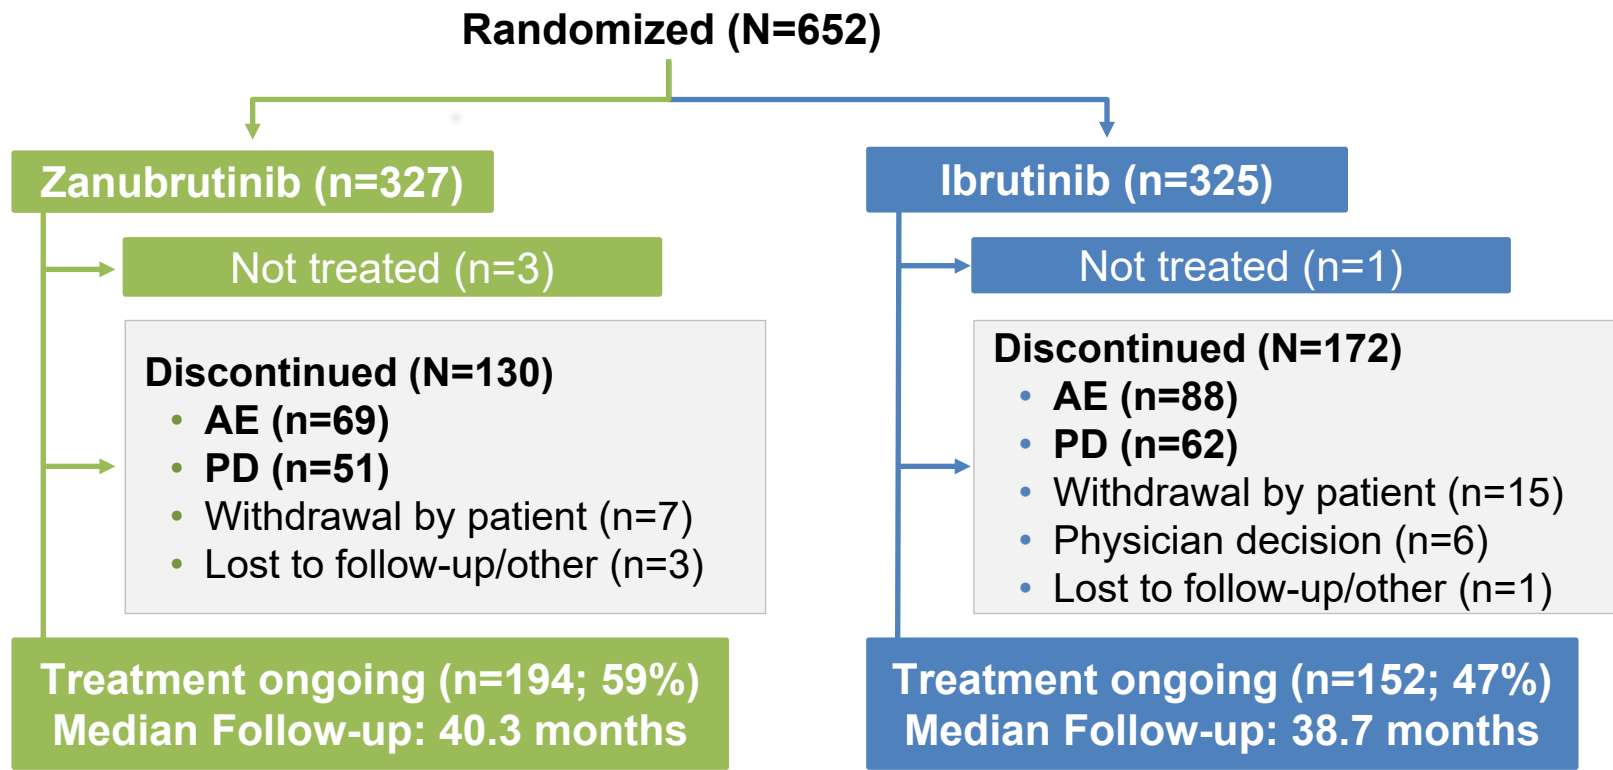 Randomized (N=652)
Zanubrutinib (n=327)
Not treated (n=3)
Discontinued (N=130)
• AE (n=69)
• PD (n=51)
• Withdrawal by patient (n=7)
• Lost to follow-up/other (n=3)
Treatment ongoing (n=194; 59%)
Median Follow-up: 40.3 months
Ibrutinib (n=325)
Not treated (n=1)
Discontinued (N=172)
• AE (n=88)
• PD (n=62)
• Withdrawal by patient (n=15)
• Physician decision (n=6)
• Lost to follow-up/other (n=1)
Treatment ongoing (n=152; 47%)
Median Follow-up: 38.7 months